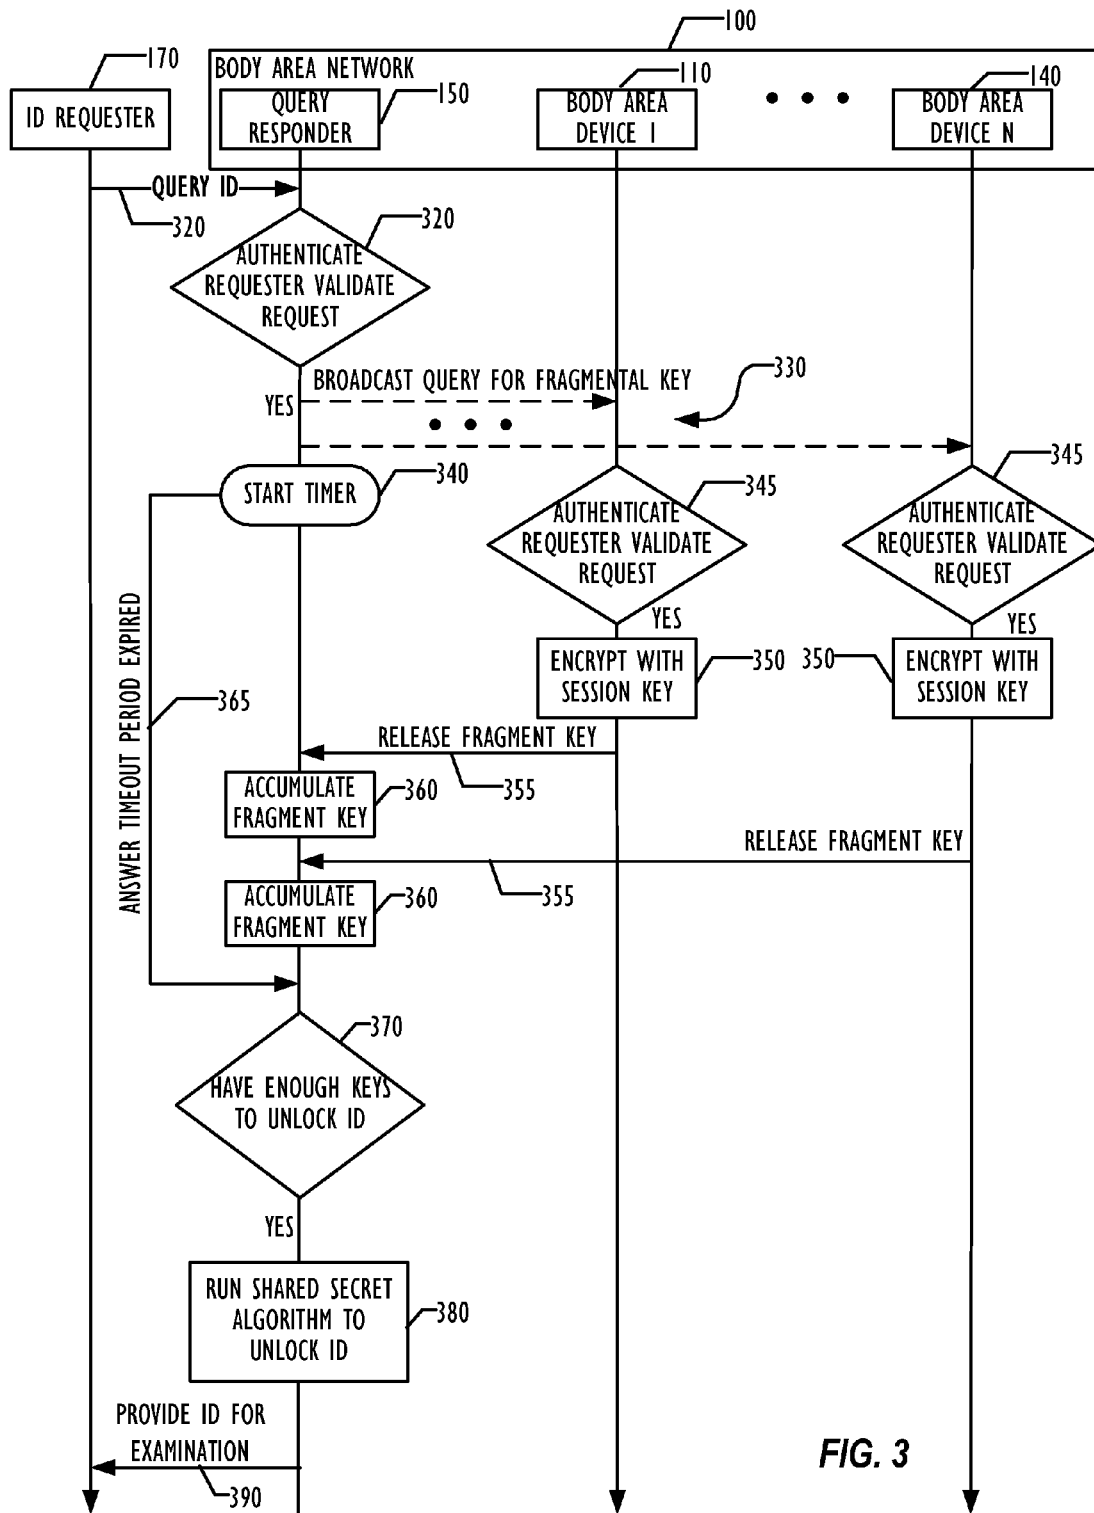 100
170
BODY AREA NETWORK
110
140
150
ID REQUESTER
QUERY
RESPONDER
BODY AREA
DEVICE 1
BODY AREA
DEVICE N
QUERY ID
320
320
AUTHENTICATE
REQUESTER VALIDATE
REQUEST
330
BROADCAST QUERY FOR FRAGMENTAL KEY
YES
START TIMER
340
345
345
AUTHENTICATE
REQUESTER VALIDATE
REQUEST
AUTHENTICATE
REQUESTER VALIDATE
REQUEST
YES
YES
ENCRYPT WITH
SESSION KEY
350
350
ENCRYPT WITH
SESSION KEY
ANSWER TIMEOUT PERIOD EXPIRED
365
RELEASE FRAGMENT KEY
355
ACCUMULATE
FRAGMENT KEY
360
RELEASE FRAGMENT KEY
355
ACCUMULATE
FRAGMENT KEY
360
370
HAVE ENOUGH KEYS
TO UNLOCK ID
YES
RUN SHARED SECRET
ALGORITHM TO
UNLOCK ID
380
PROVIDE ID FOR
EXAMINATION
390
FIG. 3